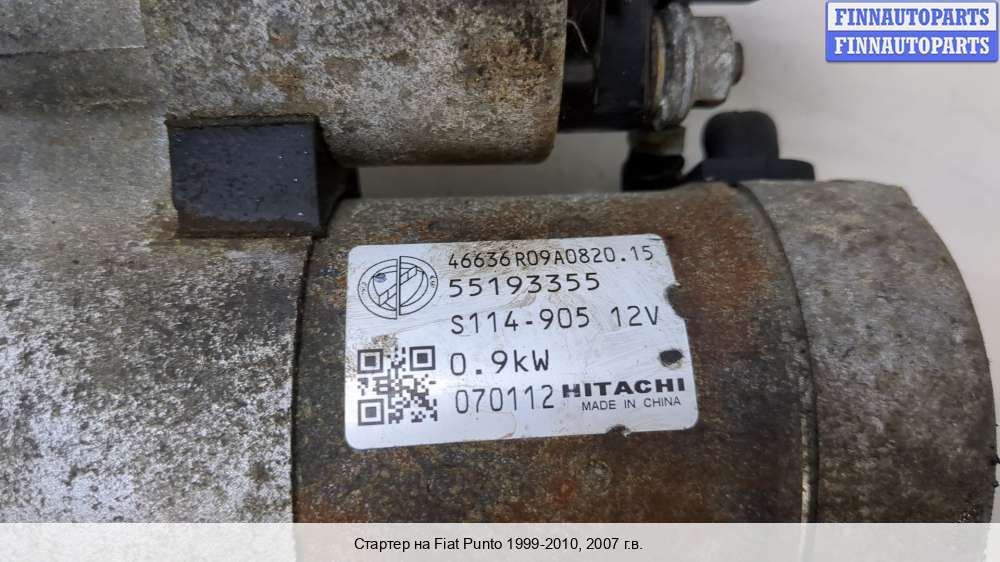 FINNAUTOPARTS
FINNAUTOPARTS
46636R09A0820.15
55193355
S114-905 12V
0.9kW
070112 HITACHI
MADE IN CHINA
Стартер на Fiat Punto 1999-2010, 2007 г.в.